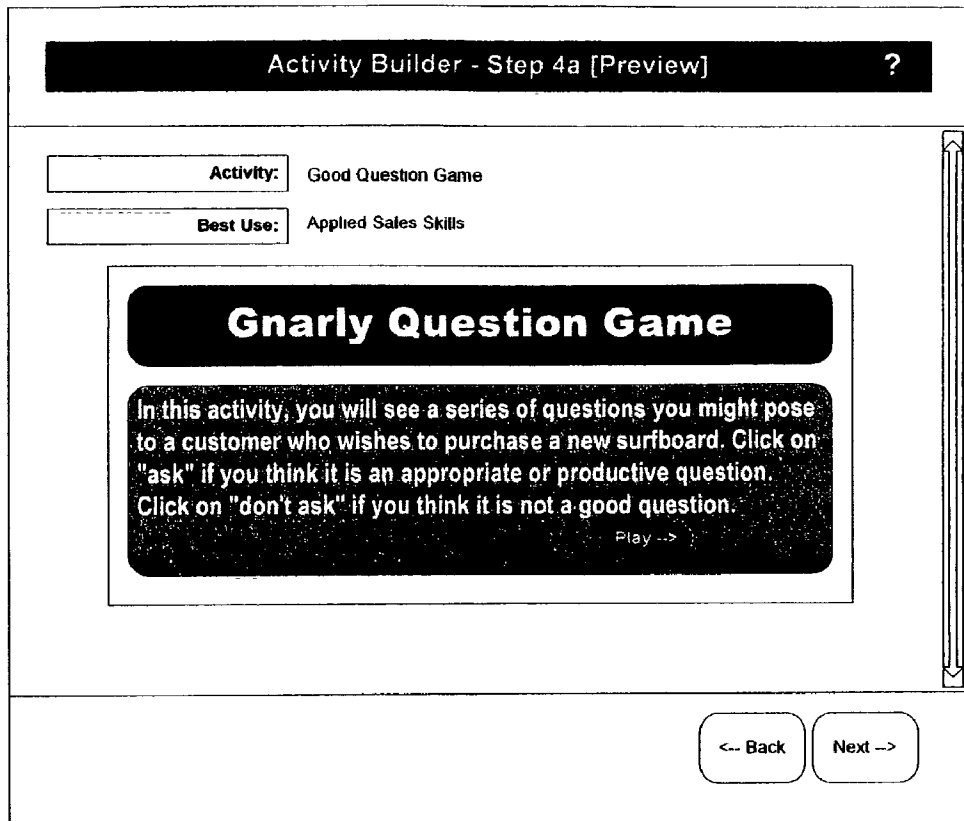 Activity Builder - Step 4a [Preview] ?
Activity: Good Question Game
Best Use: Applied Sales Skills
Gnarly Question Game
In this activity, you will see a series of questions you might pose
to a customer who wishes to purchase a new surfboard. Click on
"ask" if you think it is an appropriate or productive question.
Click on "don't ask" if you think it is not a good question.
Play -->
<-- Back Next -->